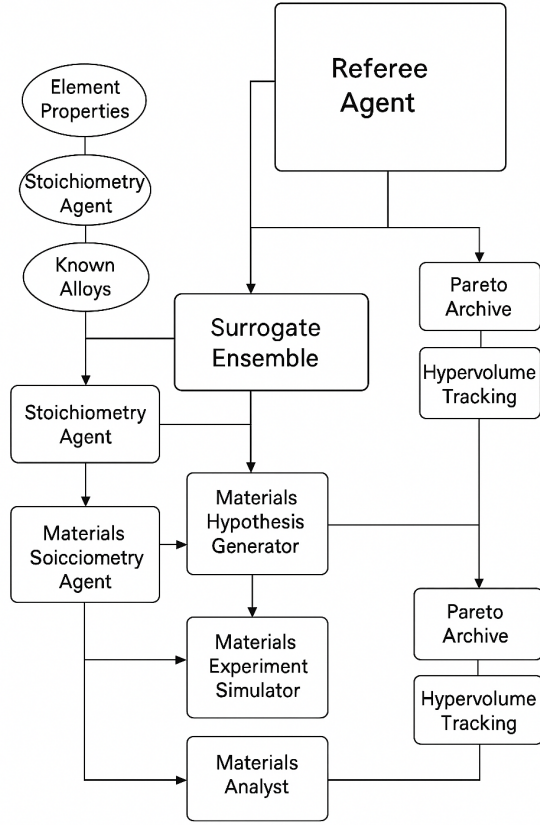 Referee
Agent
Element
Properties
Stoichiometry
Agent
Known
Alloys
Pareto
Archive
Surrogate
Ensemble
Hypervolume
Tracking
Stoichiometry
Agent
Materials
Hypothesis
Generator
Materials
Soicciometry
Agent
Pareto
Archive
Materials
Experiment
Simulator
Hypervolume
Tracking
Materials
Analyst